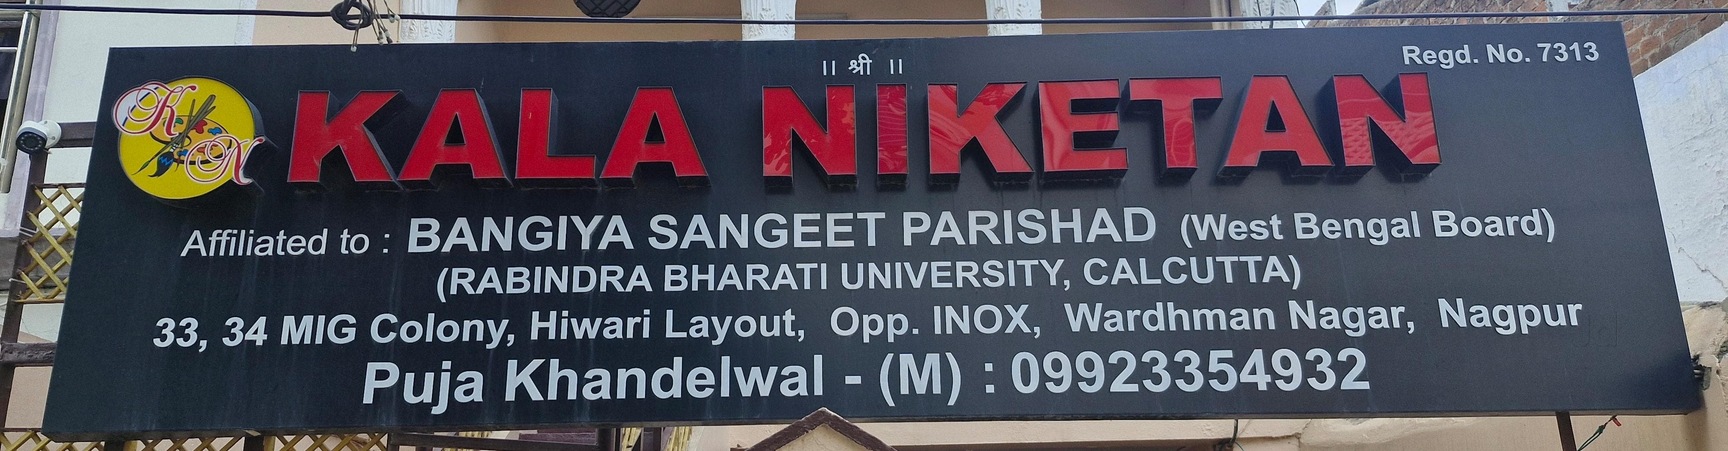 ।। श्री ।।
Regd. No. 7313
KN
KALA NIKETAN
Affiliated to : BANGIYA SANGEET PARISHAD (West Bengal Board)
(RABINDRA BHARATI UNIVERSITY, CALCUTTA)
33, 34 MIG Colony, Hiwari Layout, Opp. INOX, Wardhman Nagar, Nagpur
Puja Khandelwal - (M) : 09923354932